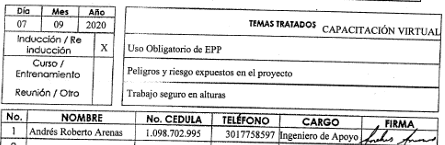 Día Mes Año
07 09 2020
TEMAS TRATADOS CAPACITACIÓN VIRTUAL
Inducción / Re
inducción X
Uso Obligatorio de EPP
Curso /
Entrenamiento
Peligros y riesgo expuestos en el proyecto
Reunión / Otro
Trabajo seguro en alturas
No. NOMBRE No. CEDULA TELÉFONO CARGO FIRMA
1 Andrés Roberto Arenas 1.098.702.995 3017758597 Ingeniero de Apoyo